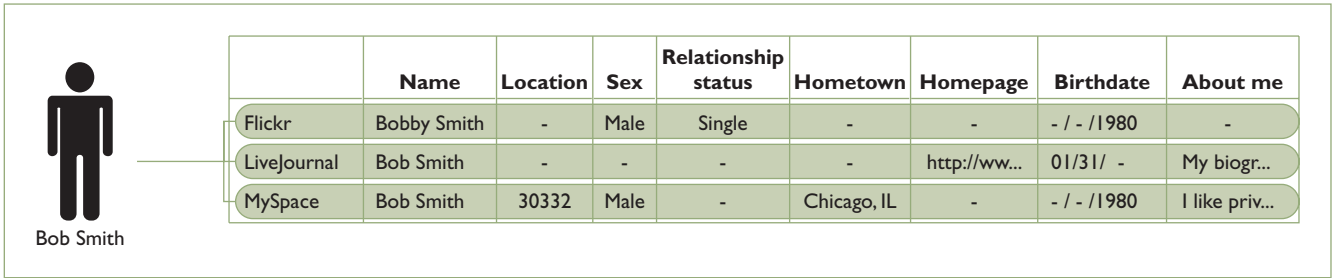 Relationship
Name Location Sex status Hometown Homepage Birthdate About me
Flickr Bobby Smith - Male Single - - - / - /1980 -
LiveJournal Bob Smith - - - - http://ww... 01/31/ - My biogr...
MySpace Bob Smith 30332 Male - Chicago, IL - - / - /1980 I like priv...
Bob Smith